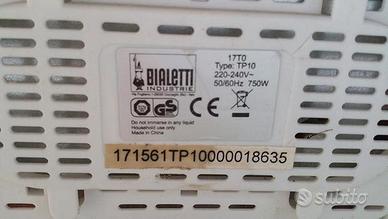 BIALETTI
INDUSTRIE
17T0
Type: TP10
220-240V~
50/60Hz 750W
CE
GS
Do not immerse in any liquid
Household use only
Made in China
171561TP10000018635
subito